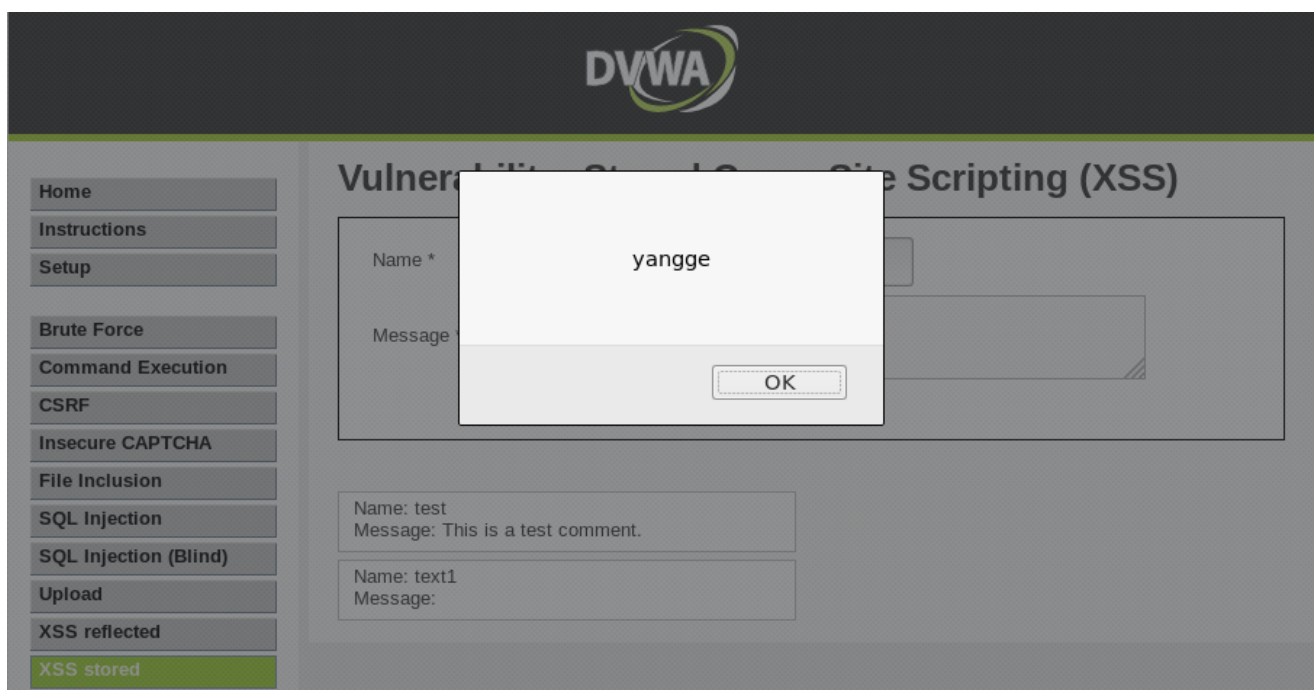 DVWA
Home
Instructions
Setup
Brute Force
Command Execution
CSRF
Insecure CAPTCHA
File Inclusion
SQL Injection
SQL Injection (Blind)
Upload
XSS reflected
XSS stored
Vulner e Scripting (XSS)
Name *
Message
yangge
OK
Name: test
Message: This is a test comment.
Name: text1
Message: